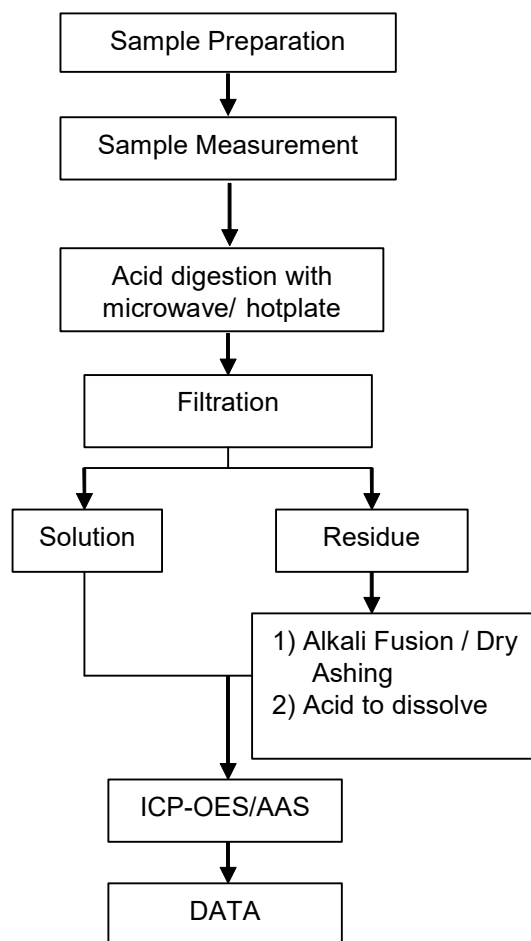 Sample Preparation
Sample Measurement
Acid digestion with
microwave/ hotplate
Filtration
Solution
Residue
1) Alkali Fusion / Dry
Ashing
2) Acid to dissolve
ICP-OES/AAS
DATA